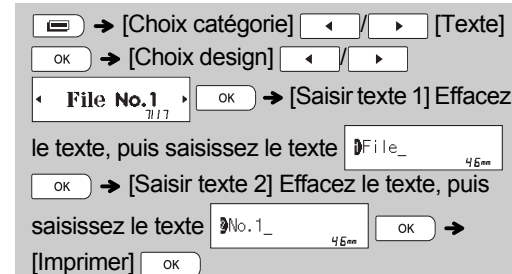 ➔ [Choix catégorie] ◂ / ▸ [Texte]
OK ➔ [Choix design] ◂ / ▸
◂ File No.1 7/17 ▸ OK ➔ [Saisir texte 1] Effacez
le texte, puis saisissez le texte File_ 46mm
OK ➔ [Saisir texte 2] Effacez le texte, puis
saisissez le texte No.1_ 46mm OK ➔
[Imprimer] OK